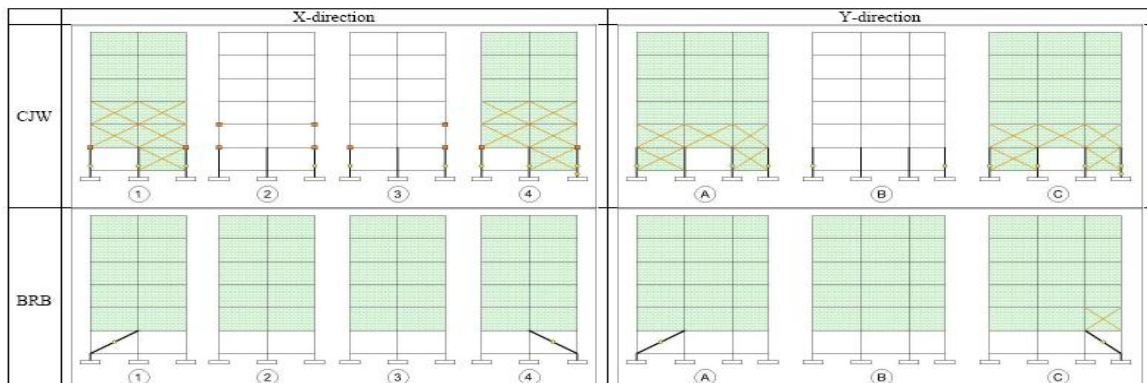 X-direction Y-direction
CJW
1 2 3 4 A B C
BRB
1 2 3 4 A B C